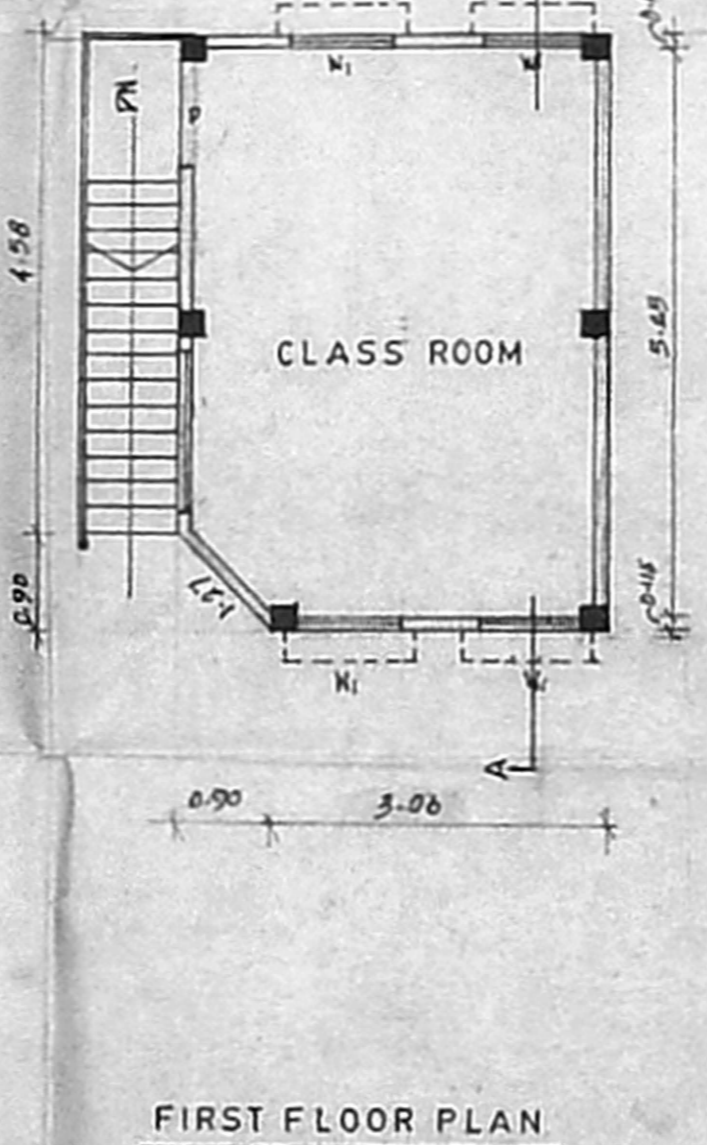 W1
DN.
D
4.58
CLASS ROOM
5.25
0.90
1.27
0.115
W1
W1
A
0.90
3.06
FIRST FLOOR PLAN